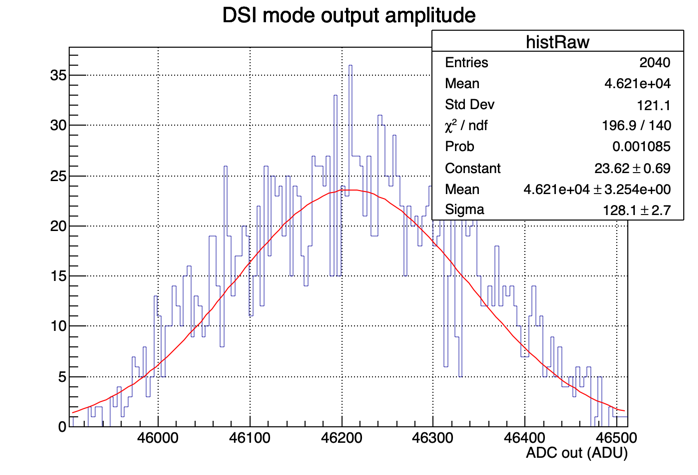 DSI mode output amplitude
histRaw
Entries 2040
Mean 4.621e+04
Std Dev 121.1
χ² / ndf 196.9 / 140
Prob 0.001085
Constant 23.62 ± 0.69
Mean 4.621e+04 ± 3.254e+00
Sigma 128.1 ± 2.7
35
30
25
20
15
10
5
0
46000 46100 46200 46300 46400 46500
ADC out (ADU)